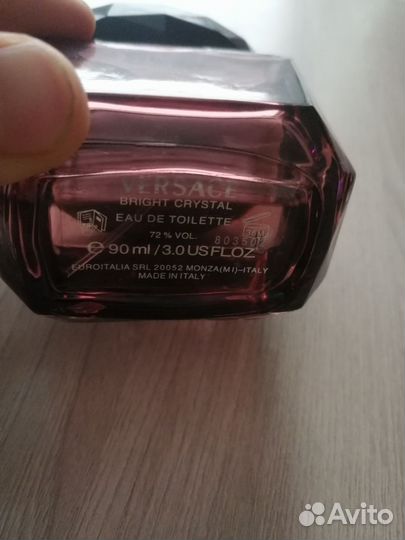 VERSACE
BRIGHT CRYSTAL
EAU DE TOILETTE
72 % VOL.
e 90 ml / 3.0 US FL OZ
EUROITALIA SRL 20052 MONZA (MI)-ITALY
MADE IN ITALY
Avito